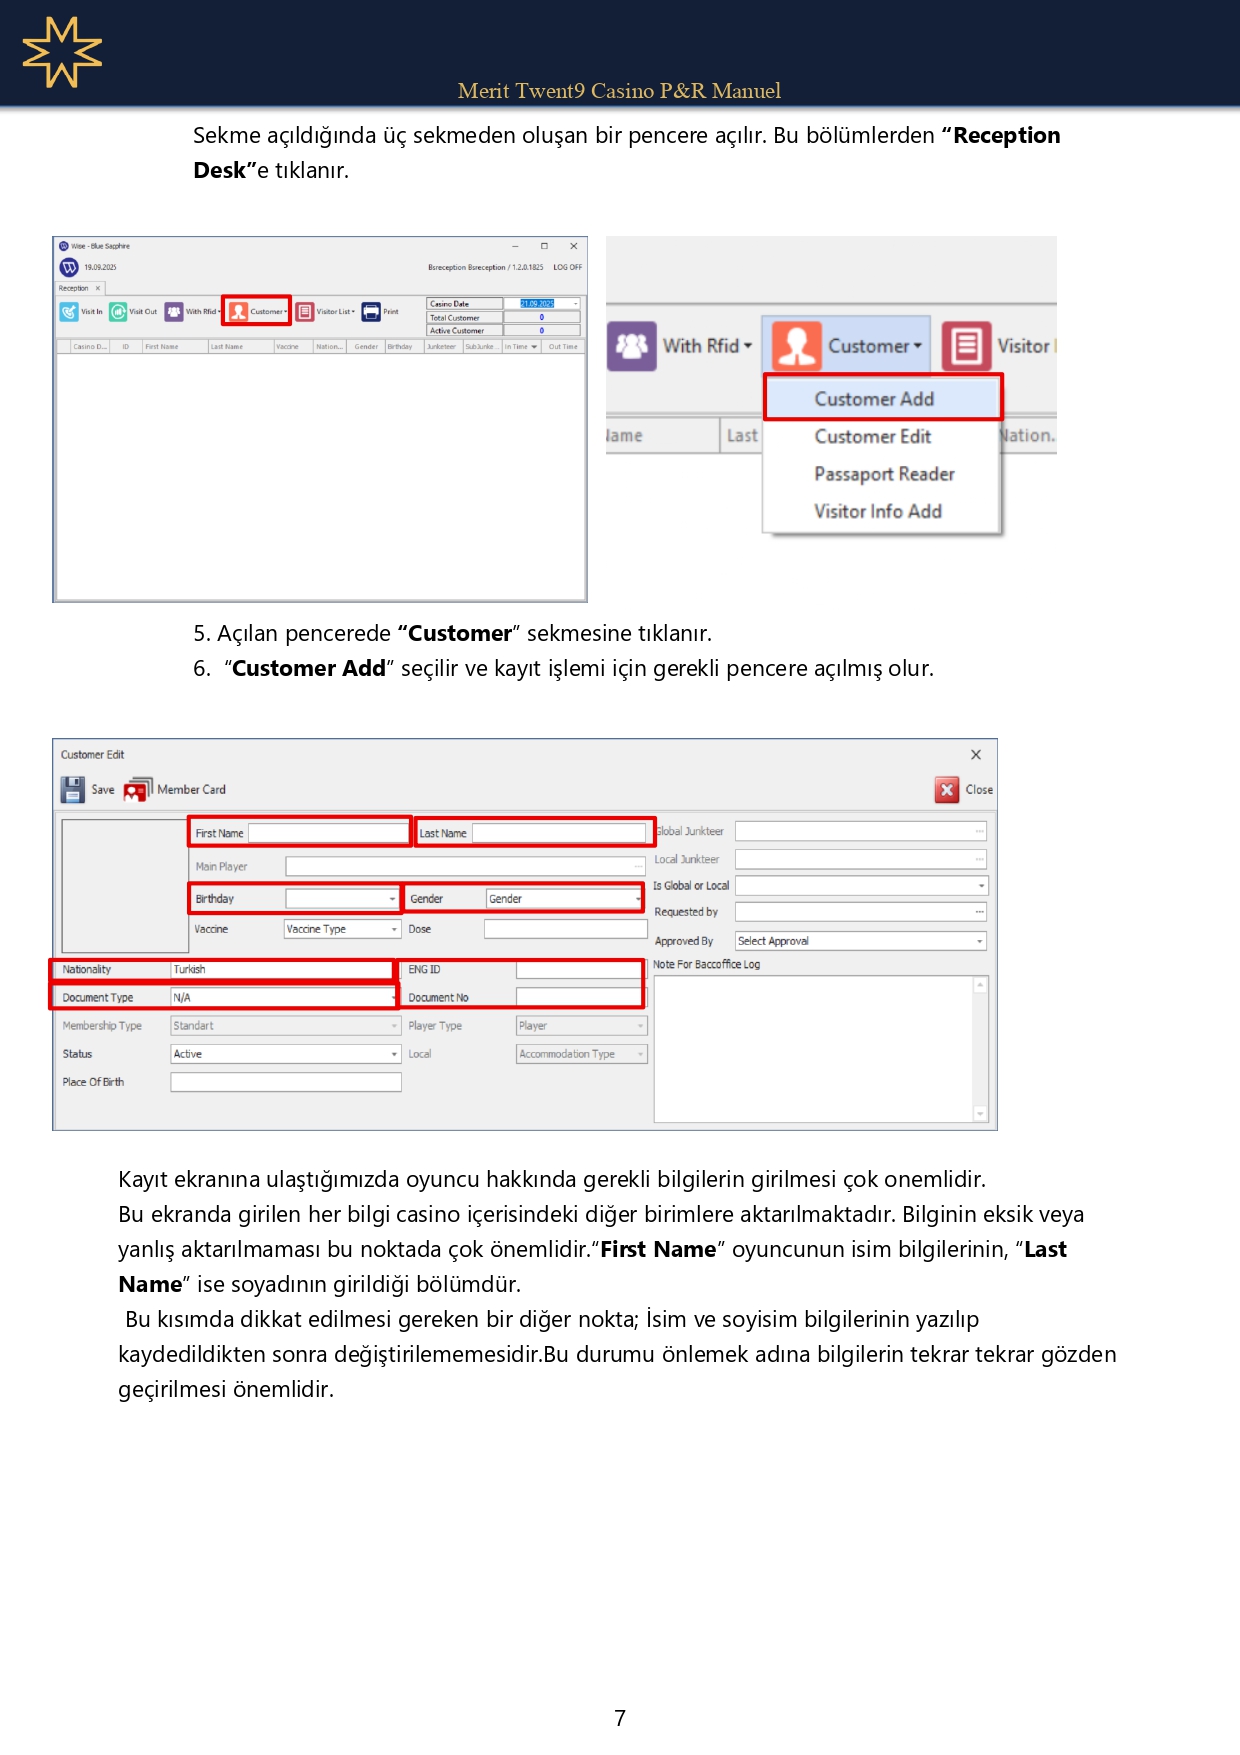 Merit Twent9 Casino P&R Manuel
Sekme açıldığında üç sekmeden oluşan bir pencere açılır. Bu bölümlerden “Reception
Desk”e tıklanır.
Wise - Blue Sapphire
19.09.2025
Bsreception Bsreception / 1.2.0.1825 LOG OFF
Reception x
Visit In Visit Out With Rfid Customer Visitor List Print
Casino Date 21.09.2025
Total Customer 0
Active Customer 0
Casino D... ID First Name Last Name Vaccine Nation... Gender Birthday Junketeer SubJunke... In Time Out Time
With Rfid Customer Visitor
Customer Add
Customer Edit
Passaport Reader
Visitor Info Add
Name Last Nation..
5. Açılan pencerede “Customer” sekmesine tıklanır.
6. “Customer Add” seçilir ve kayıt işlemi için gerekli pencere açılmış olur.
Customer Edit
Save Member Card Close
First Name Last Name Global Junkteer
Main Player Local Junkteer
Is Global or Local
Birthday Gender Gender
Requested by
Vaccine Vaccine Type Dose
Approved By Select Approval
Nationality Turkish ENG ID Note For Baccoffice Log
Document Type N/A Document No
Membership Type Standart Player Type Player
Status Active Local Accommodation Type
Place Of Birth
Kayıt ekranına ulaştığımızda oyuncu hakkında gerekli bilgilerin girilmesi çok onemlidir.
Bu ekranda girilen her bilgi casino içerisindeki diğer birimlere aktarılmaktadır. Bilginin eksik veya
yanlış aktarılmaması bu noktada çok önemlidir.“First Name” oyuncunun isim bilgilerinin, “Last
Name” ise soyadının girildiği bölümdür.
Bu kısımda dikkat edilmesi gereken bir diğer nokta; İsim ve soyisim bilgilerinin yazılıp
kaydedildikten sonra değiştirilememesidir.Bu durumu önlemek adına bilgilerin tekrar tekrar gözden
geçirilmesi önemlidir.
7